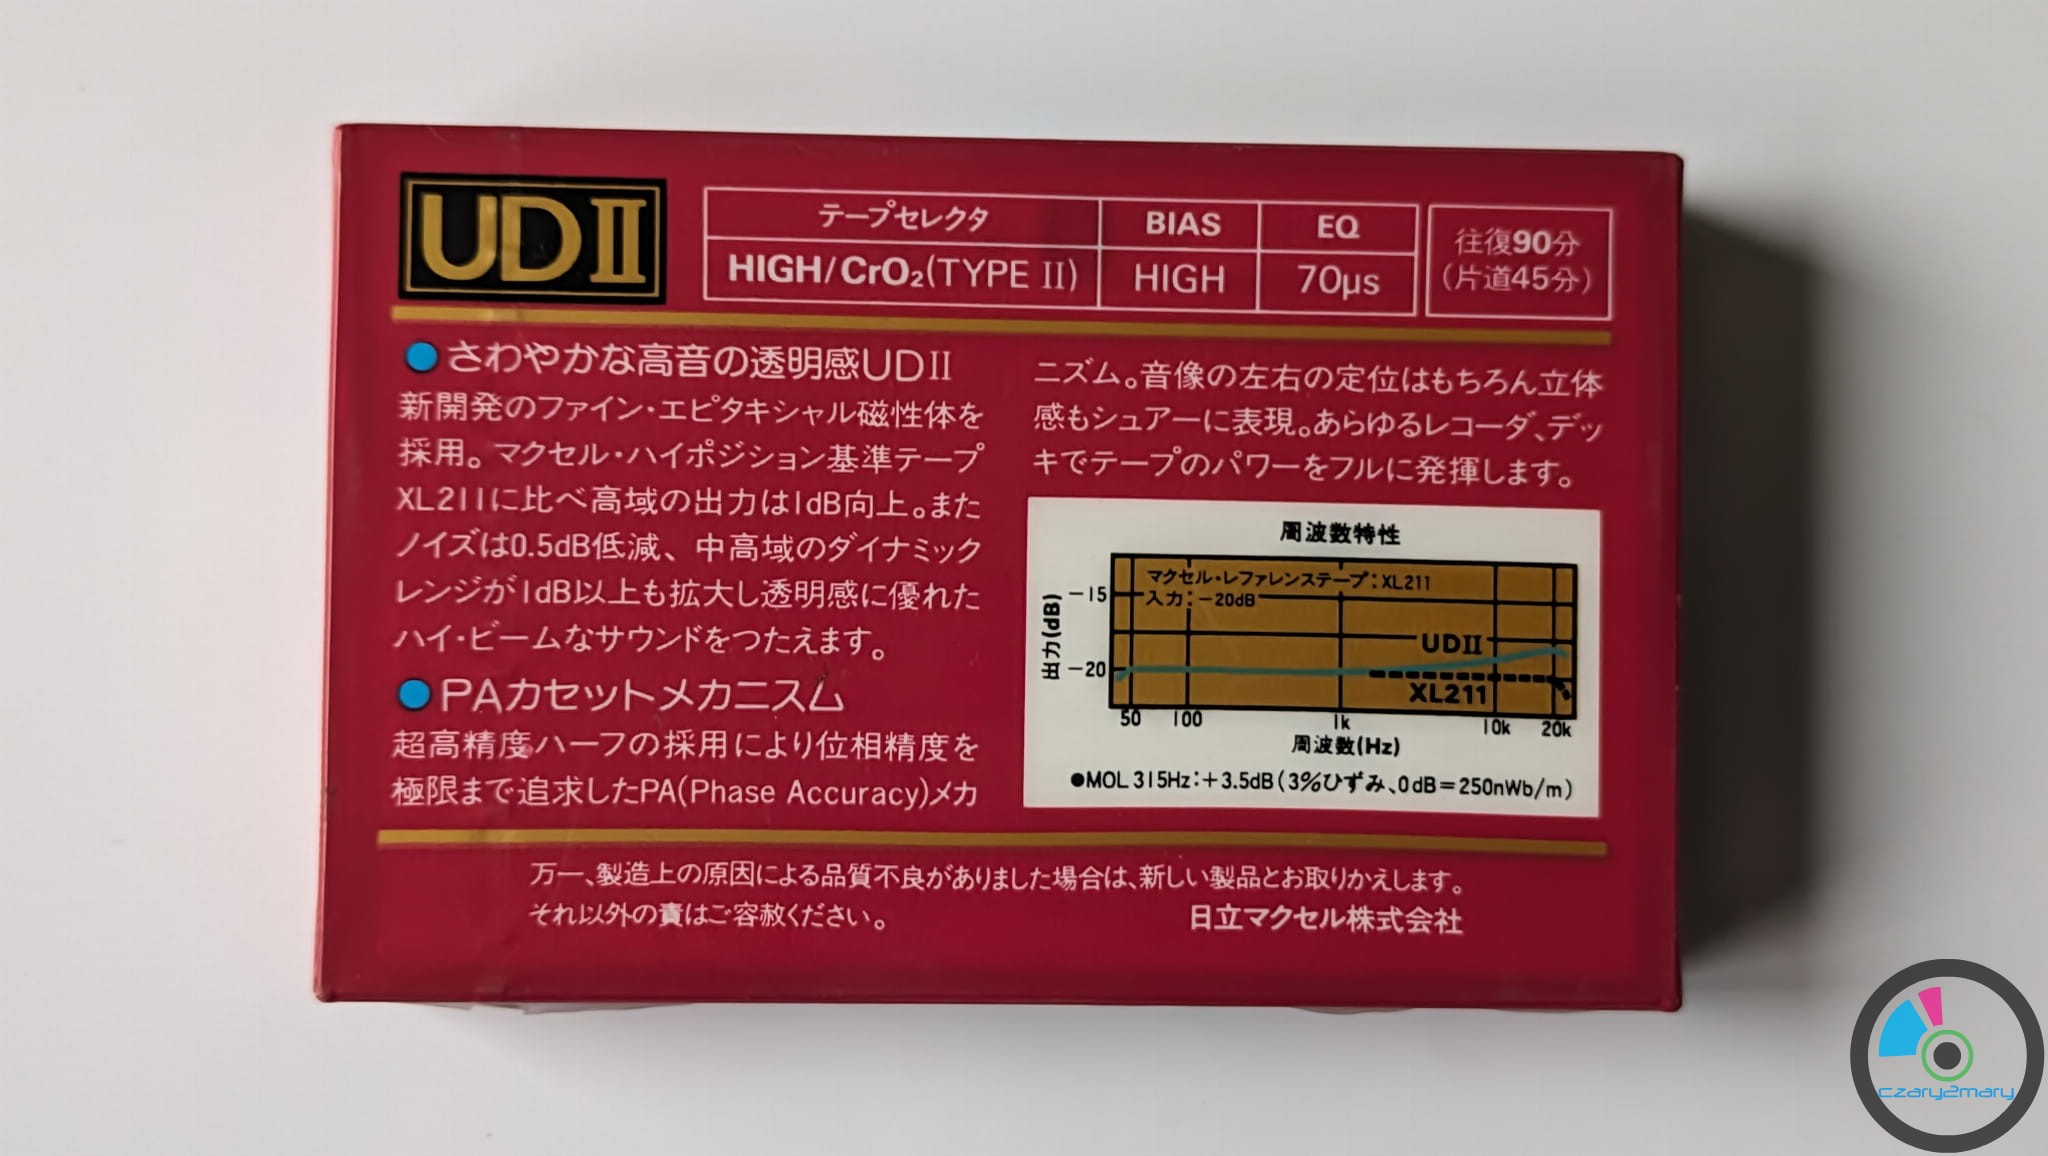 UDⅡ
テープセレクタ BIAS EQ
HIGH/CrO₂(TYPE II) HIGH 70μs
往復90分
(片道45分)
●さわやかな高音の透明感UDⅡ
新開発のファイン・エピタキシャル磁性体を
採用。マクセル・ハイポジション基準テープ
XL211に比べ高域の出力は1dB向上。また
ノイズは0.5dB低減、中高域のダイナミック
レンジが1dB以上も拡大し透明感に優れた
ハイ・ビームなサウンドをつたえます。
●PAカセットメカニズム
超高精度ハーフの採用により位相精度を
極限まで追求したPA(Phase Accuracy)メカ
ニズム。音像の左右の定位はもちろん立体
感もシュアーに表現。あらゆるレコーダ、デッ
キでテープのパワーをフルに発揮します。
周波数特性
マクセル・レファレンステープ:XL211
入力:-20dB
出力(dB)
-15
-20
UDⅡ
XL211
50 100 1k 10k 20k
周波数(Hz)
●MOL 315Hz:+3.5dB(3%ひずみ、0dB=250nWb/m)
万一、製造上の原因による品質不良がありました場合は、新しい製品とお取りかえします。
それ以外の責はご容赦ください。
日立マクセル株式会社
czary2mary